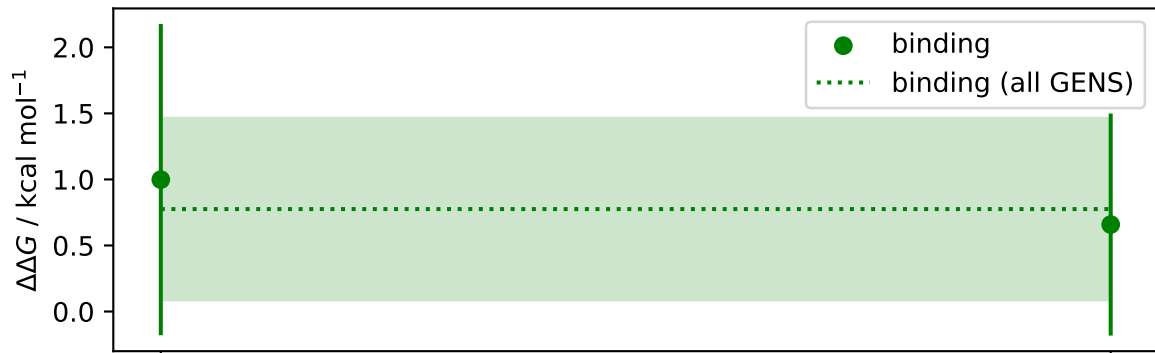 2.0
1.5
1.0
0.5
0.0
ΔΔG / kcal mol⁻¹
binding
binding (all GENS)